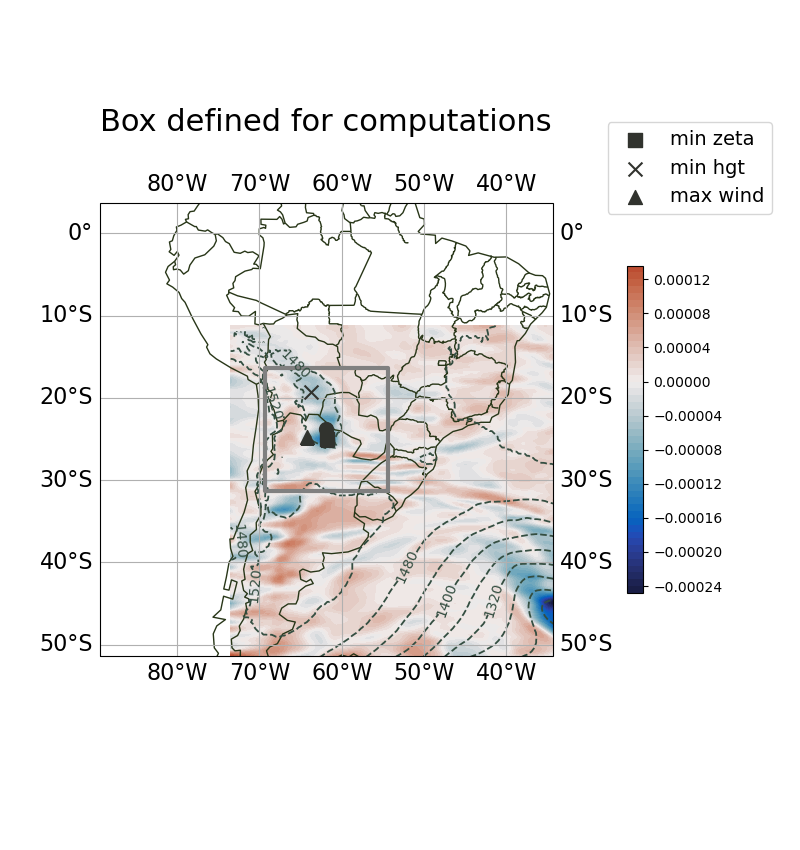 Box defined for computations
min zeta
min hgt
max wind
80°W 70°W 60°W 50°W 40°W
0° 0°
10°S 10°S
20°S 20°S
30°S 30°S
40°S 40°S
50°S 50°S
80°W 70°W 60°W 50°W 40°W
1480
1520
1480
1520
1480
1400
1320
0.00012
0.00008
0.00004
0.00000
−0.00004
−0.00008
−0.00012
−0.00016
−0.00020
−0.00024